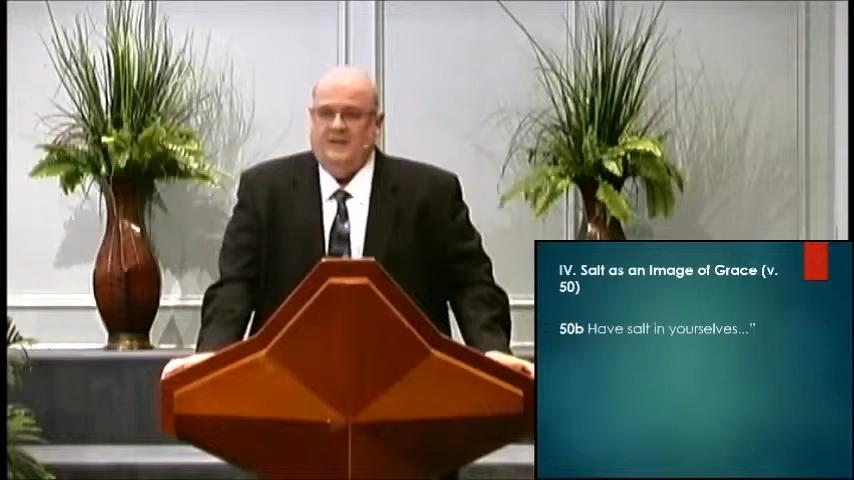 IV. Salt as an Image of Grace (v.
50)
50b Have salt in yourselves...”